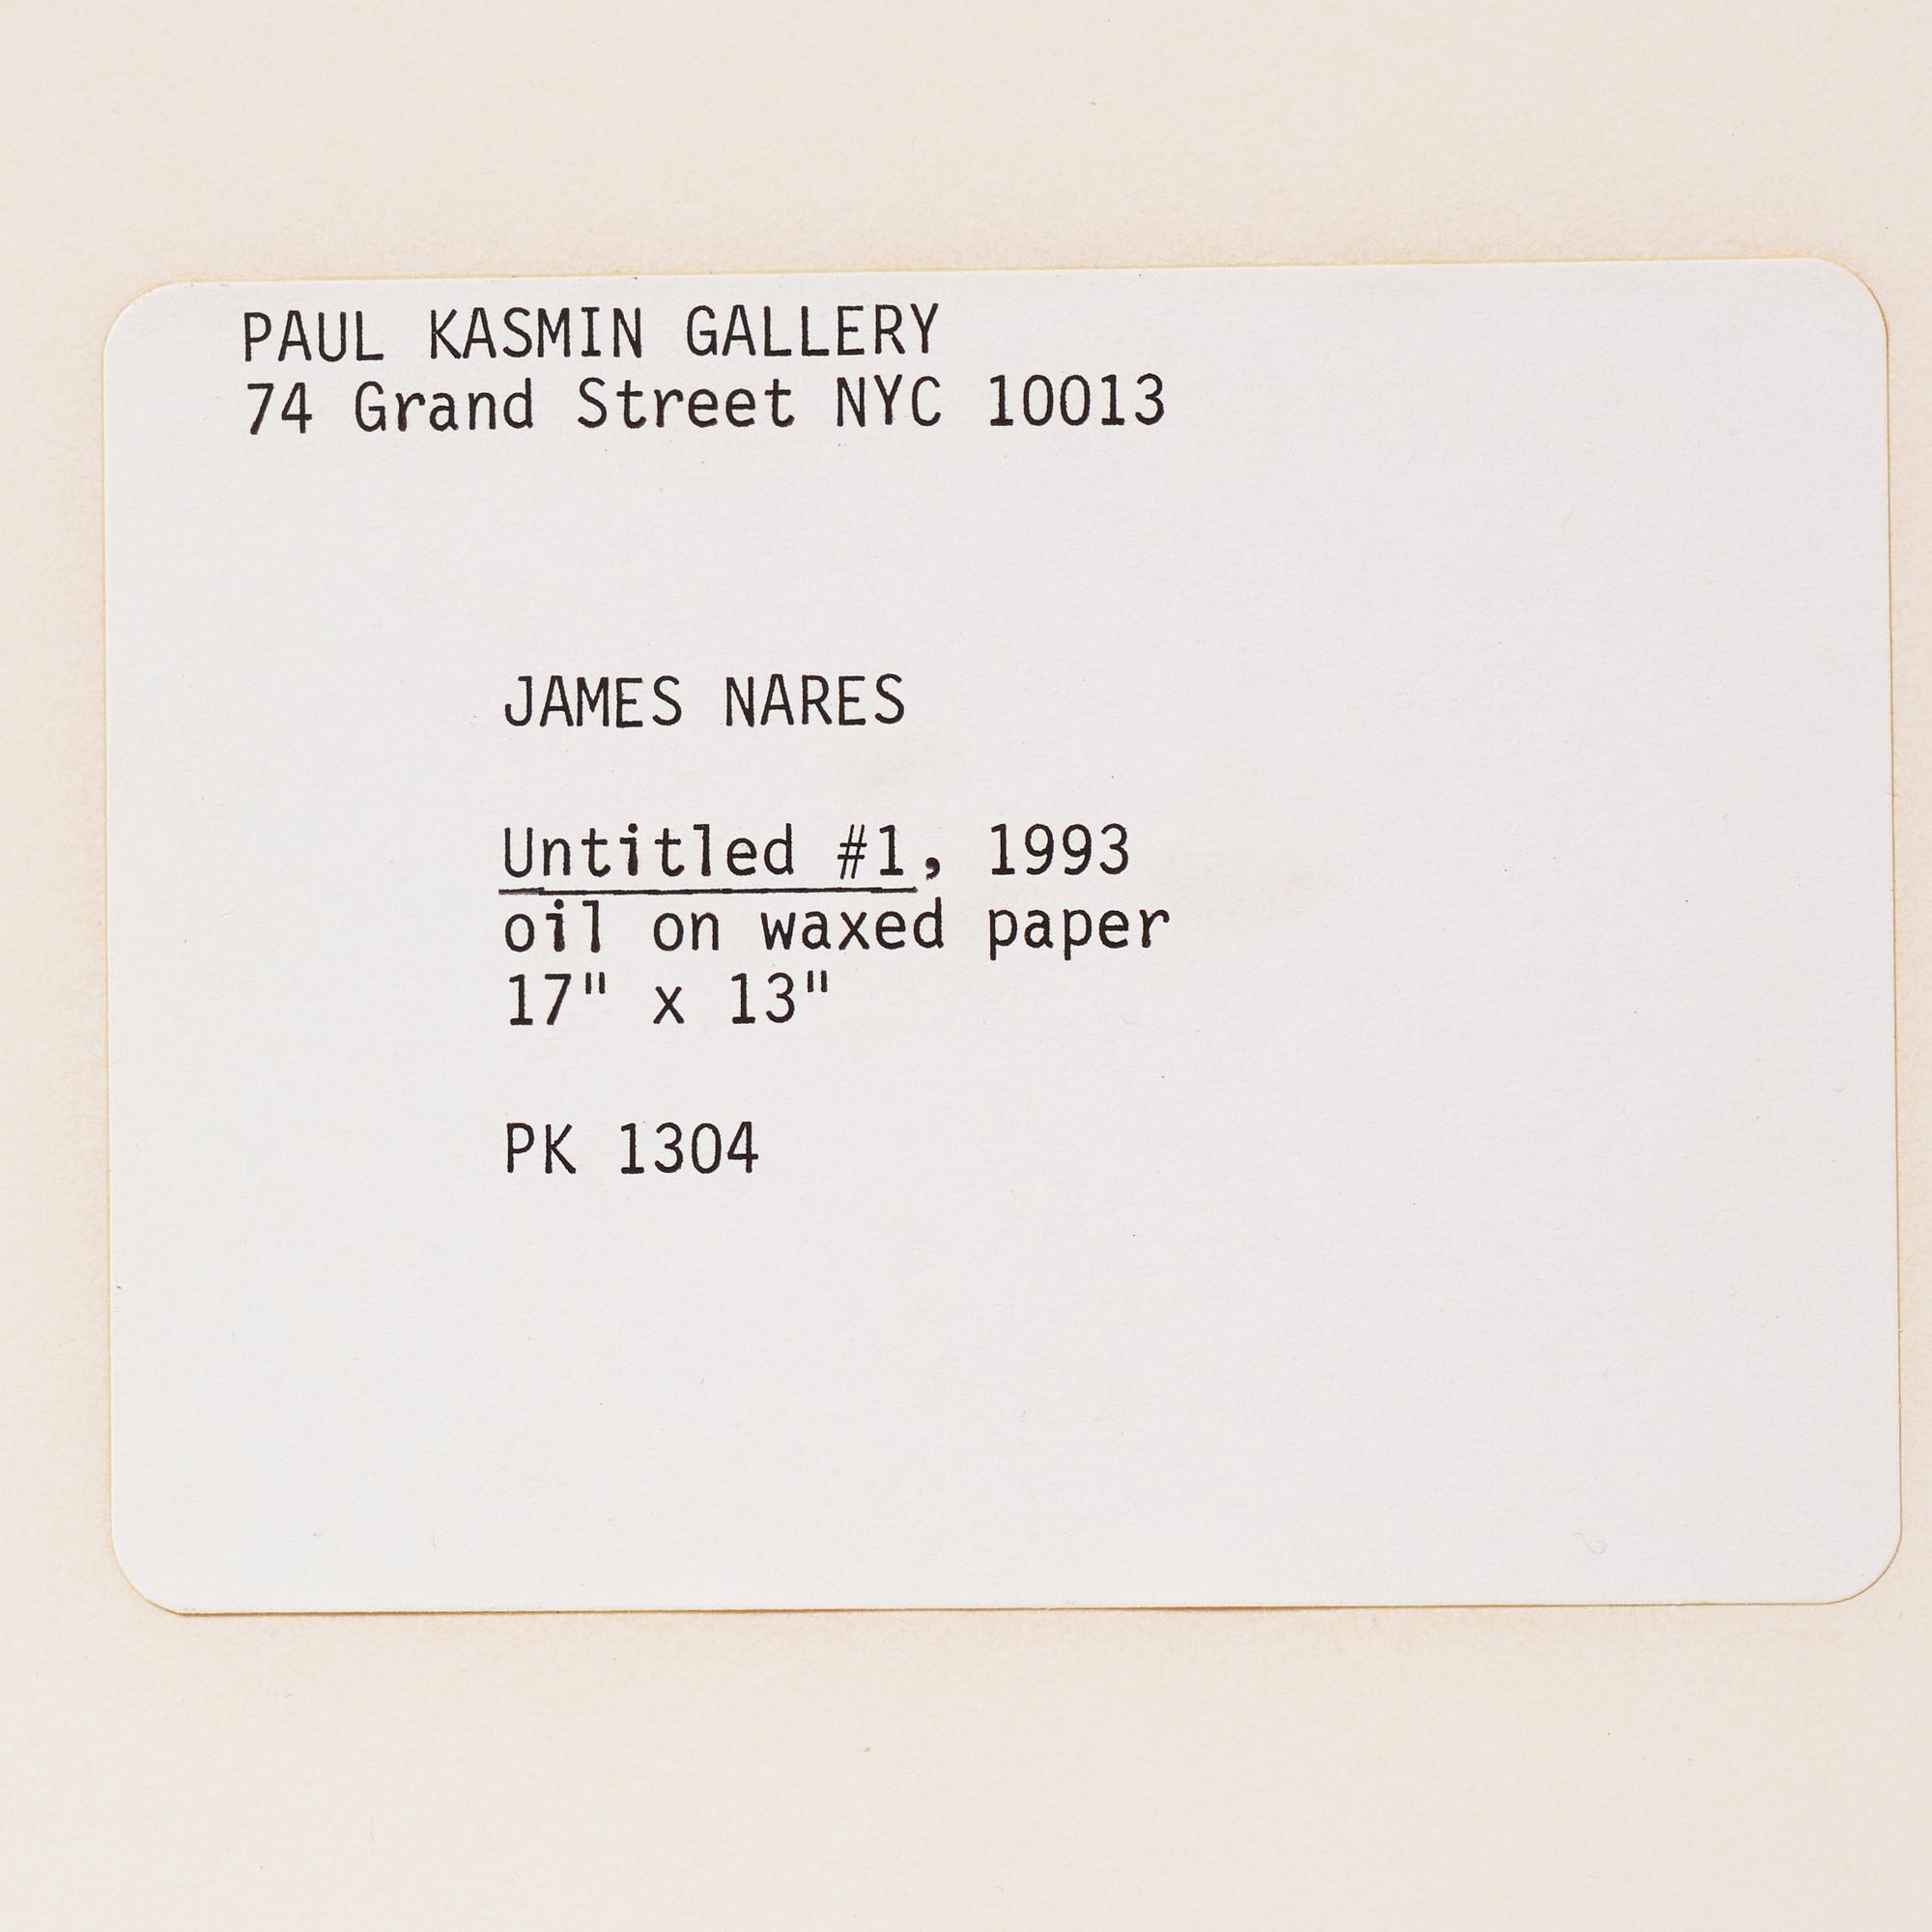 PAUL KASMIN GALLERY
74 Grand Street NYC 10013
JAMES NARES
Untitled #1, 1993
oil on waxed paper
17" x 13"
PK 1304